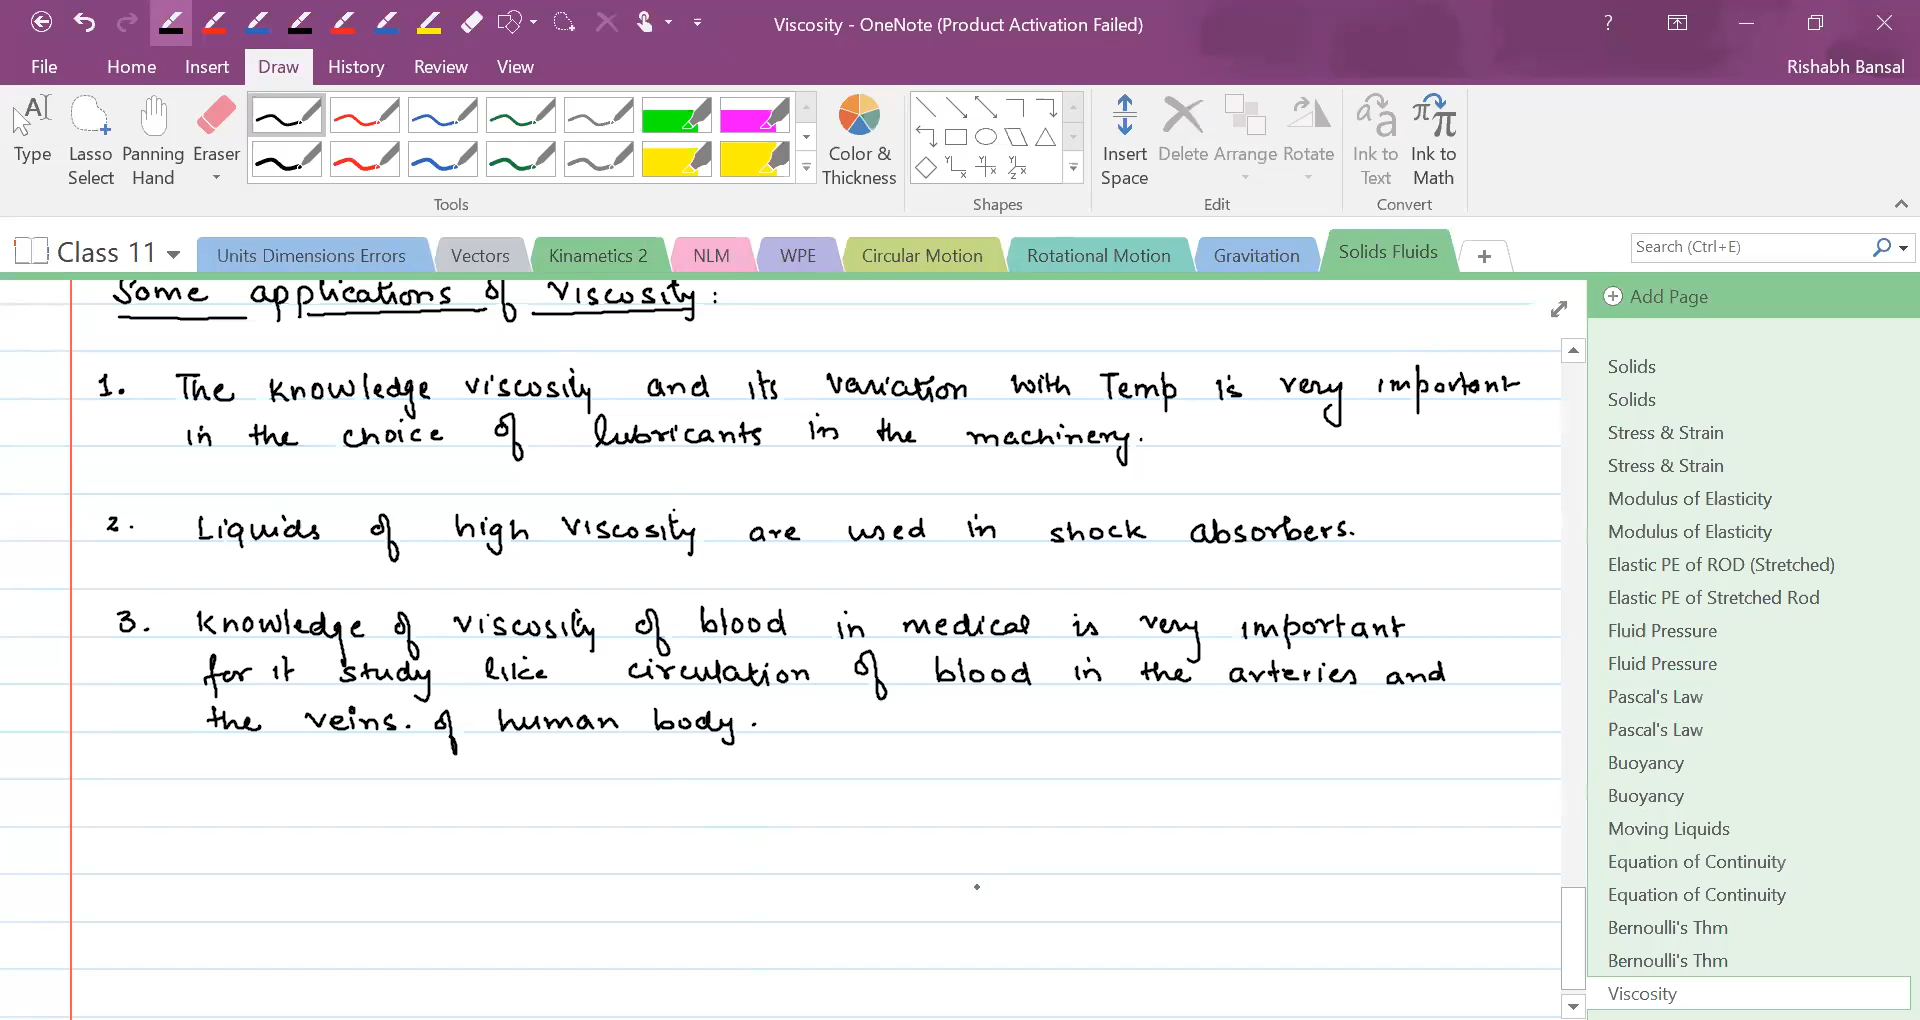 Viscosity - OneNote (Product Activation Failed)
?
File Home Insert Draw History Review View
Rishabh Bansal
Type
Lasso Select
Panning Hand
Eraser
Color & Thickness
Insert Space
Delete
Arrange
Rotate
Ink to Text
Ink to Math
Tools
Shapes
Edit
Convert
Class 11
Units Dimensions Errors
Vectors
Kinametics 2
NLM
WPE
Circular Motion
Rotational Motion
Gravitation
Solids Fluids
Search (Ctrl+E)
Some applications of Viscosity :
1. The knowledge viscosity and its variation with Temp is very important
in the choice of lubricants in the machinery.
2. Liquids of high viscosity are used in shock absorbers.
3. Knowledge of viscosity of blood in medical is very important
for it study like circulation of blood in the arteries and
the veins. of human body.
Add Page
Solids
Solids
Stress & Strain
Stress & Strain
Modulus of Elasticity
Modulus of Elasticity
Elastic PE of ROD (Stretched)
Elastic PE of Stretched Rod
Fluid Pressure
Fluid Pressure
Pascal's Law
Pascal's Law
Buoyancy
Buoyancy
Moving Liquids
Equation of Continuity
Equation of Continuity
Bernoulli's Thm
Bernoulli's Thm
Viscosity